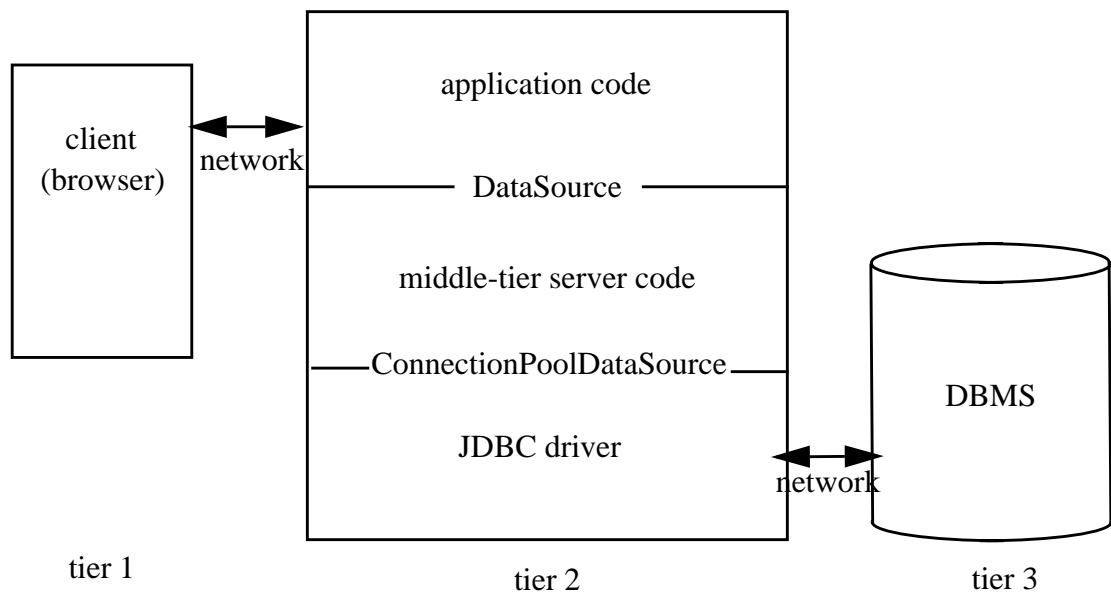 application code
client
(browser)
network
DataSource
middle-tier server code
ConnectionPoolDataSource
DBMS
JDBC driver
network
tier 1
tier 2
tier 3